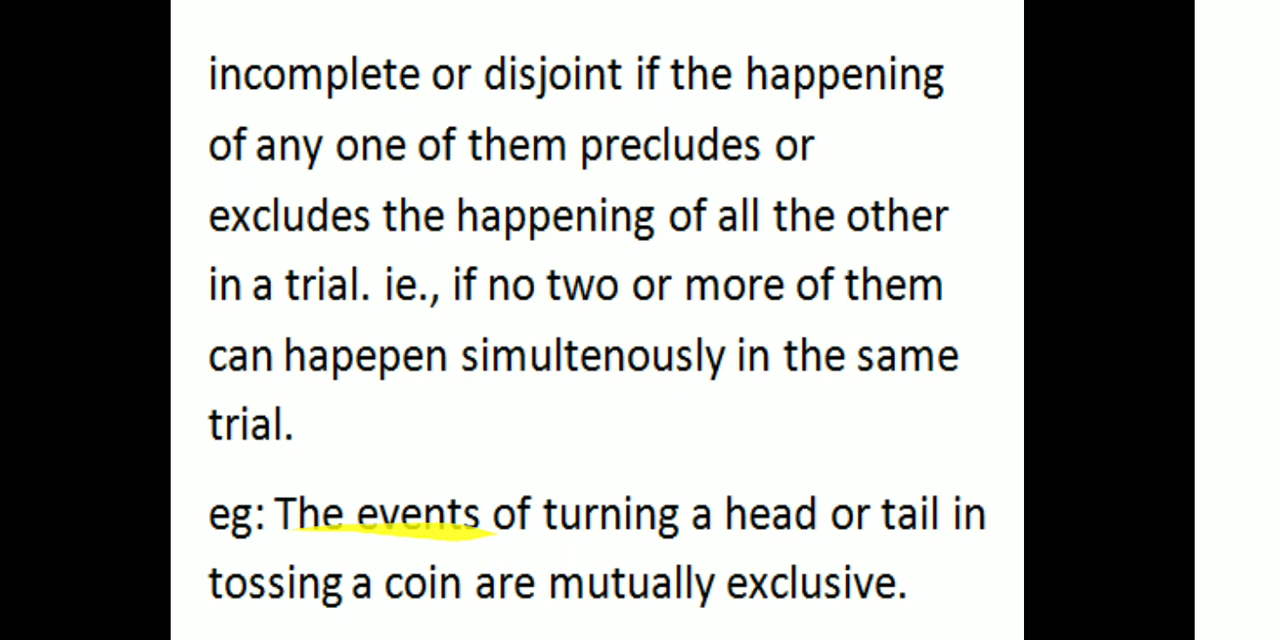 incomplete or disjoint if the happening
of any one of them precludes or
excludes the happening of all the other
in a trial. ie., if no two or more of them
can hapepen simultenously in the same
trial.
eg: The events of turning a head or tail in
tossing a coin are mutually exclusive.